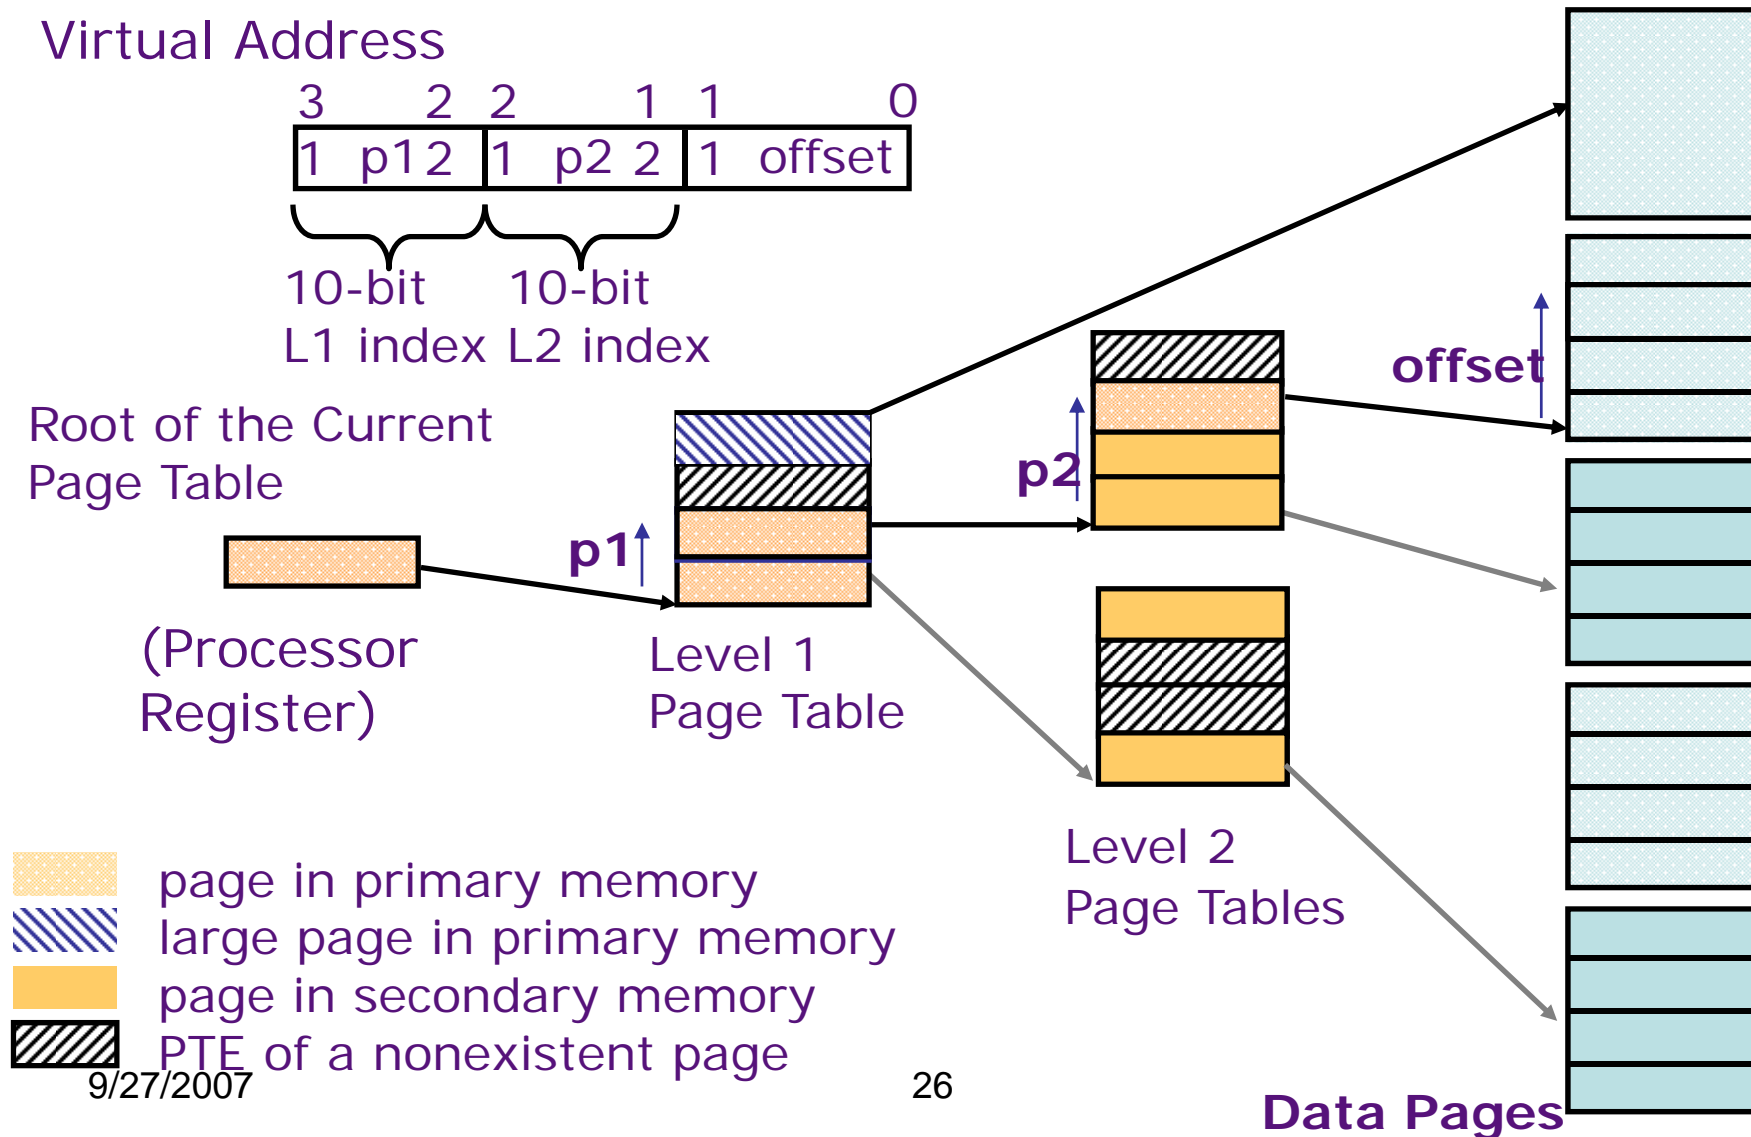 Virtual Address
3 2 2 1 1 0
1 p1 2 1 p2 2 1 offset
10-bit 10-bit
L1 index L2 index
Root of the Current
Page Table
(Processor
Register)
p1
Level 1
Page Table
p2
offset
Level 2
Page Tables
page in primary memory
large page in primary memory
page in secondary memory
PTE of a nonexistent page
9/27/2007
26
Data Pages